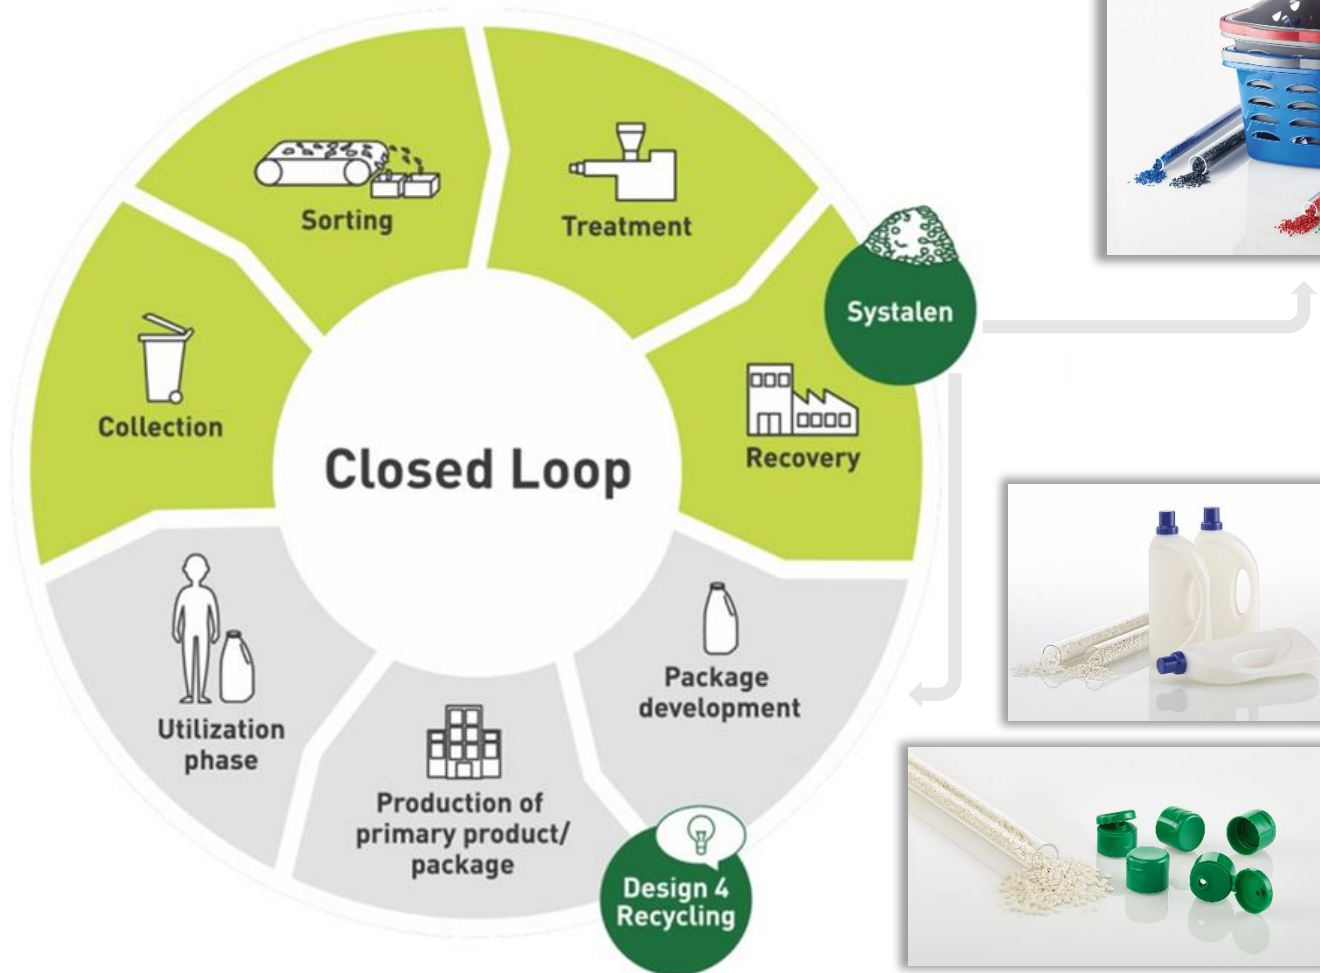 Sorting
Treatment
Systalen
Collection
Closed Loop
Recovery
Package
development
Utilization
phase
Production of
primary product/
package
Design 4
Recycling